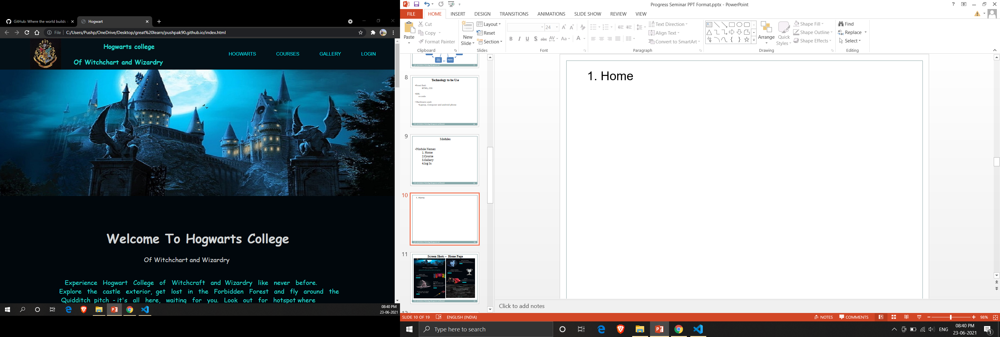 GitHub: Where the world builds s
Hogwart
File
C:/Users/Pushp/OneDrive/Desktop/great%20learn/pushpak90.github.io/index.html
Hogwarts college
Of Witchchart and Wizardry
HOGWARTS COURSES GALLERY LOGIN
Welcome To Hogwarts College
Of Witchchart and Wizardry
Experience Hogwart College of Witchcraft and Wizardry like never before.
Explore the castle exterior, get lost in the Forbidden Forest and fly around the
Quidditch pitch - it's all here, waiting for you. Look out for hotspot where
08:40 PM
23-06-2021
Progress Seminar PPT Format.pptx - PowerPoint
FILE HOME INSERT DESIGN TRANSITIONS ANIMATIONS SLIDE SHOW REVIEW VIEW
Paste
Cut
Copy
Format Painter
Clipboard
New
Slide
Layout
Reset
Section
Slides
24
B I U S abc AV Aa A
Font
Text Direction
Align Text
Convert to SmartArt
Paragraph
Arrange
Quick
Styles
Shape Fill
Shape Outline
Shape Effects
Drawing
Find
Replace
Select
Editing
7
8
Technology to be Use
•Front End:
HTML, CSS
•IDE:
vs code
• Hardware used:
•Laptop , Computer and android phone
9
Modules
•Module Names
1. Home
2.Course
3.Gallery
4.log In
10
1. Home
11
Screen Shots – Home Page
1. Home
Click to add notes
SLIDE 10 OF 19
ENGLISH (INDIA)
NOTES
COMMENTS
98%
Type here to search
ENG
08:40 PM
23-06-2021
1